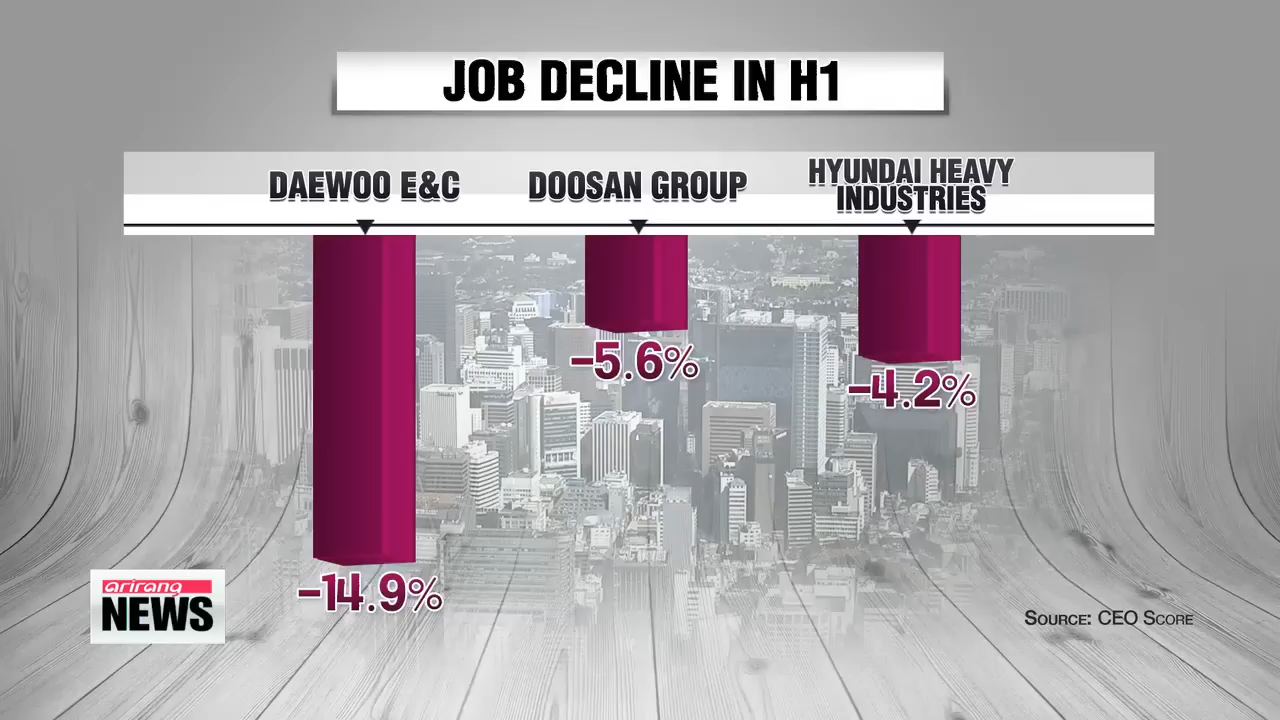 JOB DECLINE IN H1
DAEWOO E&C
DOOSAN GROUP
HYUNDAI HEAVY
INDUSTRIES
-5.6%
-4.2%
-14.9%
arirang
NEWS
SOURCE: CEO SCORE